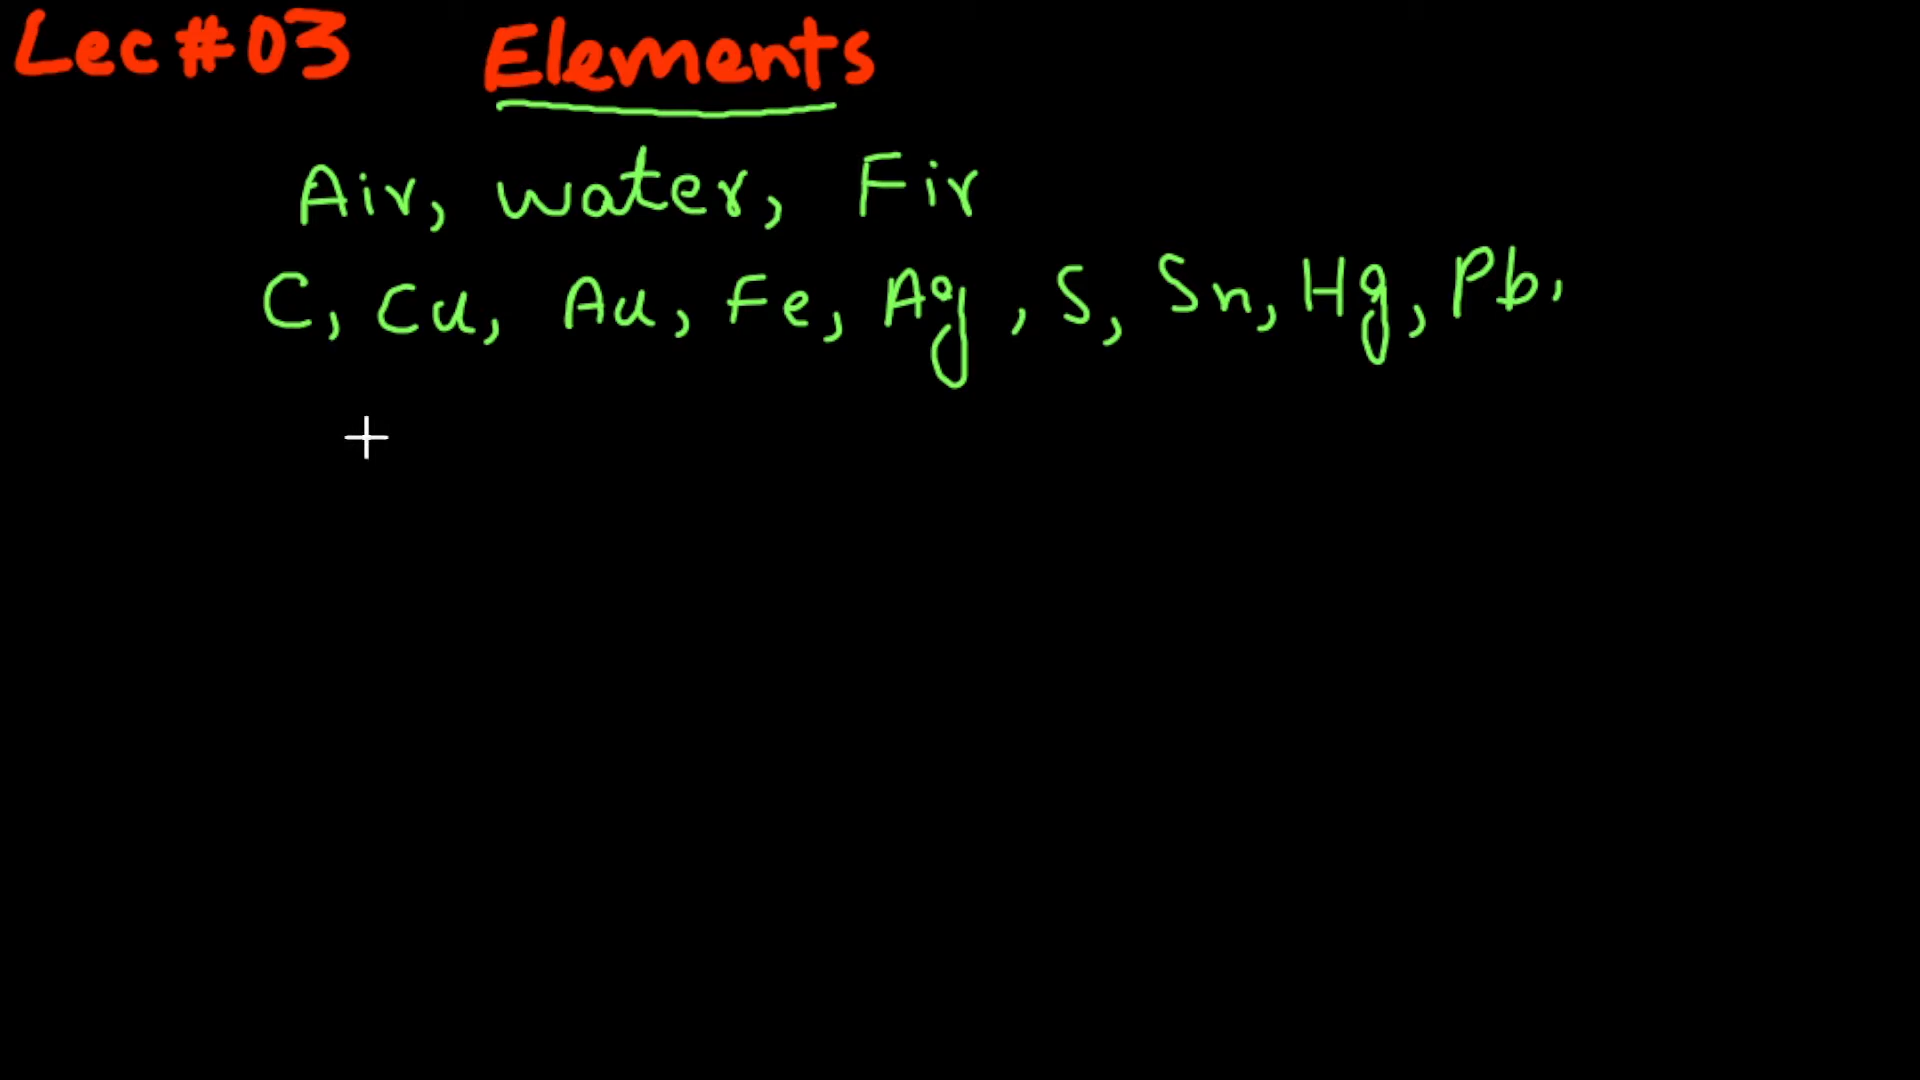 Lec #03 Elements
Air, water, Fir
C, Cu, Au, Fe, Ag, S, Sn, Hg, Pb,